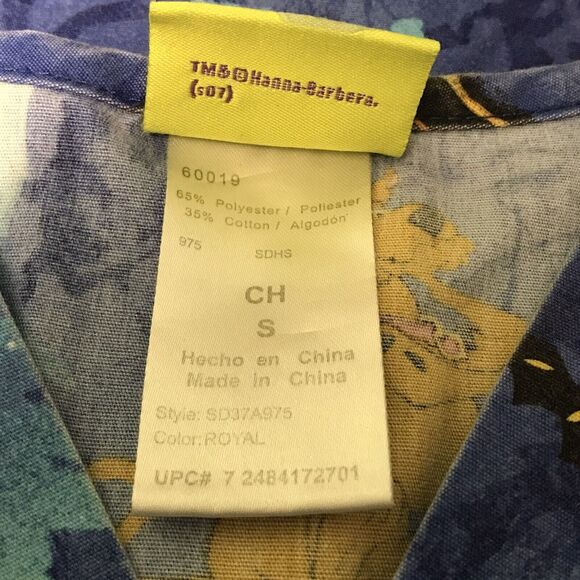 TM&©Hanna-Barbera.
(s07)
60019
65% Polyester / Poliester
35% Cotton / Algodón
975 SDHS
CH
S
Hecho en China
Made in China
Style: SD37A975
Color:ROYAL
UPC# 7 2484172701